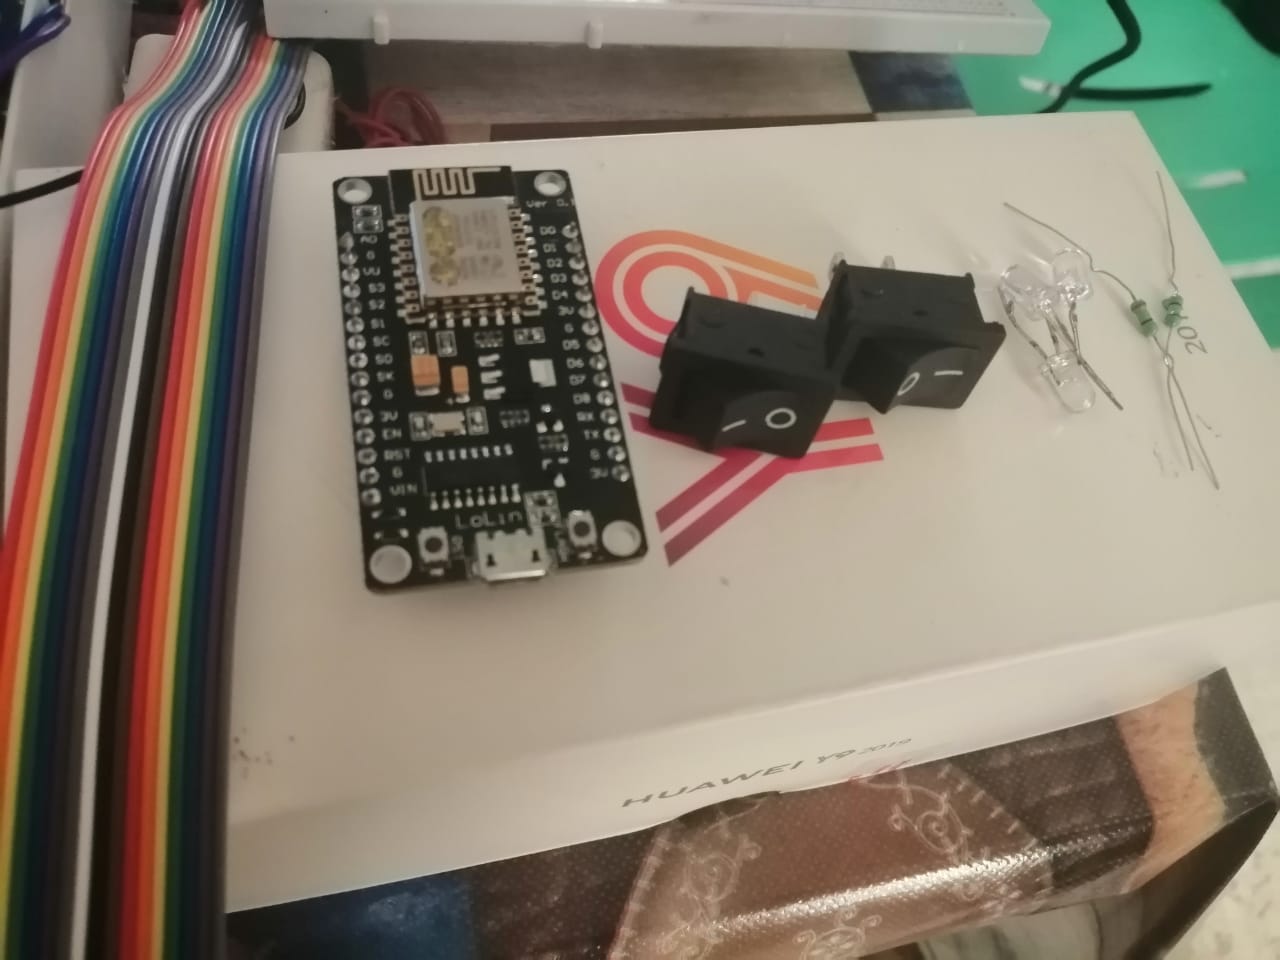 Ver 0.1
D0
D1
D2
D3
D4
3V
G
D5
D6
D7
D8
RX
TX
G
3V
A0
G
VU
S3
S2
S1
SC
S0
SK
G
3V
EN
RST
G
VIN
LoLin
O
O
HUAWEI Y9 2019